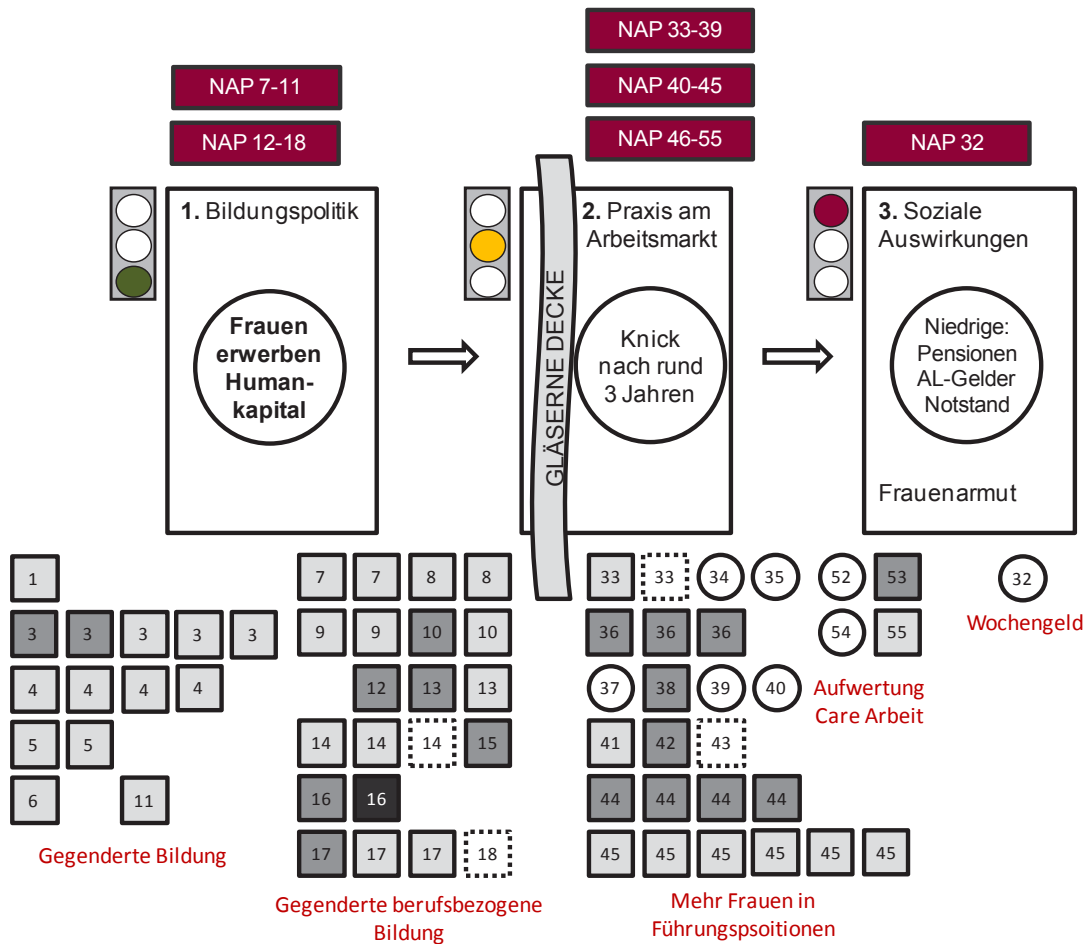 NAP 33-39
NAP 7-11
NAP 40-45
NAP 12-18
NAP 46-55
NAP 32
1. Bildungspolitik
Frauen
erwerben
Human-
kapital
GLÄSERNE DECKE
2. Praxis am
Arbeitsmarkt
Knick
nach rund
3 Jahren
3. Soziale
Auswirkungen
Niedrige:
Pensionen
AL-Gelder
Notstand
Frauenarmut
1
3 3 3 3 3
4 4 4 4
5 5
6 11
Gegenderte Bildung
7 7 8 8
9 9 10 10
12 13 13
14 14 14 15
16 16
17 17 17 18
Gegenderte berufsbezogene
Bildung
33 33 34 35
36 36 36
37 38 39 40
41 42 43
44 44 44 44
45 45 45 45 45 45
Mehr Frauen in
Führungspsoitionen
52 53
54 55
Aufwertung
Care Arbeit
32
Wochengeld